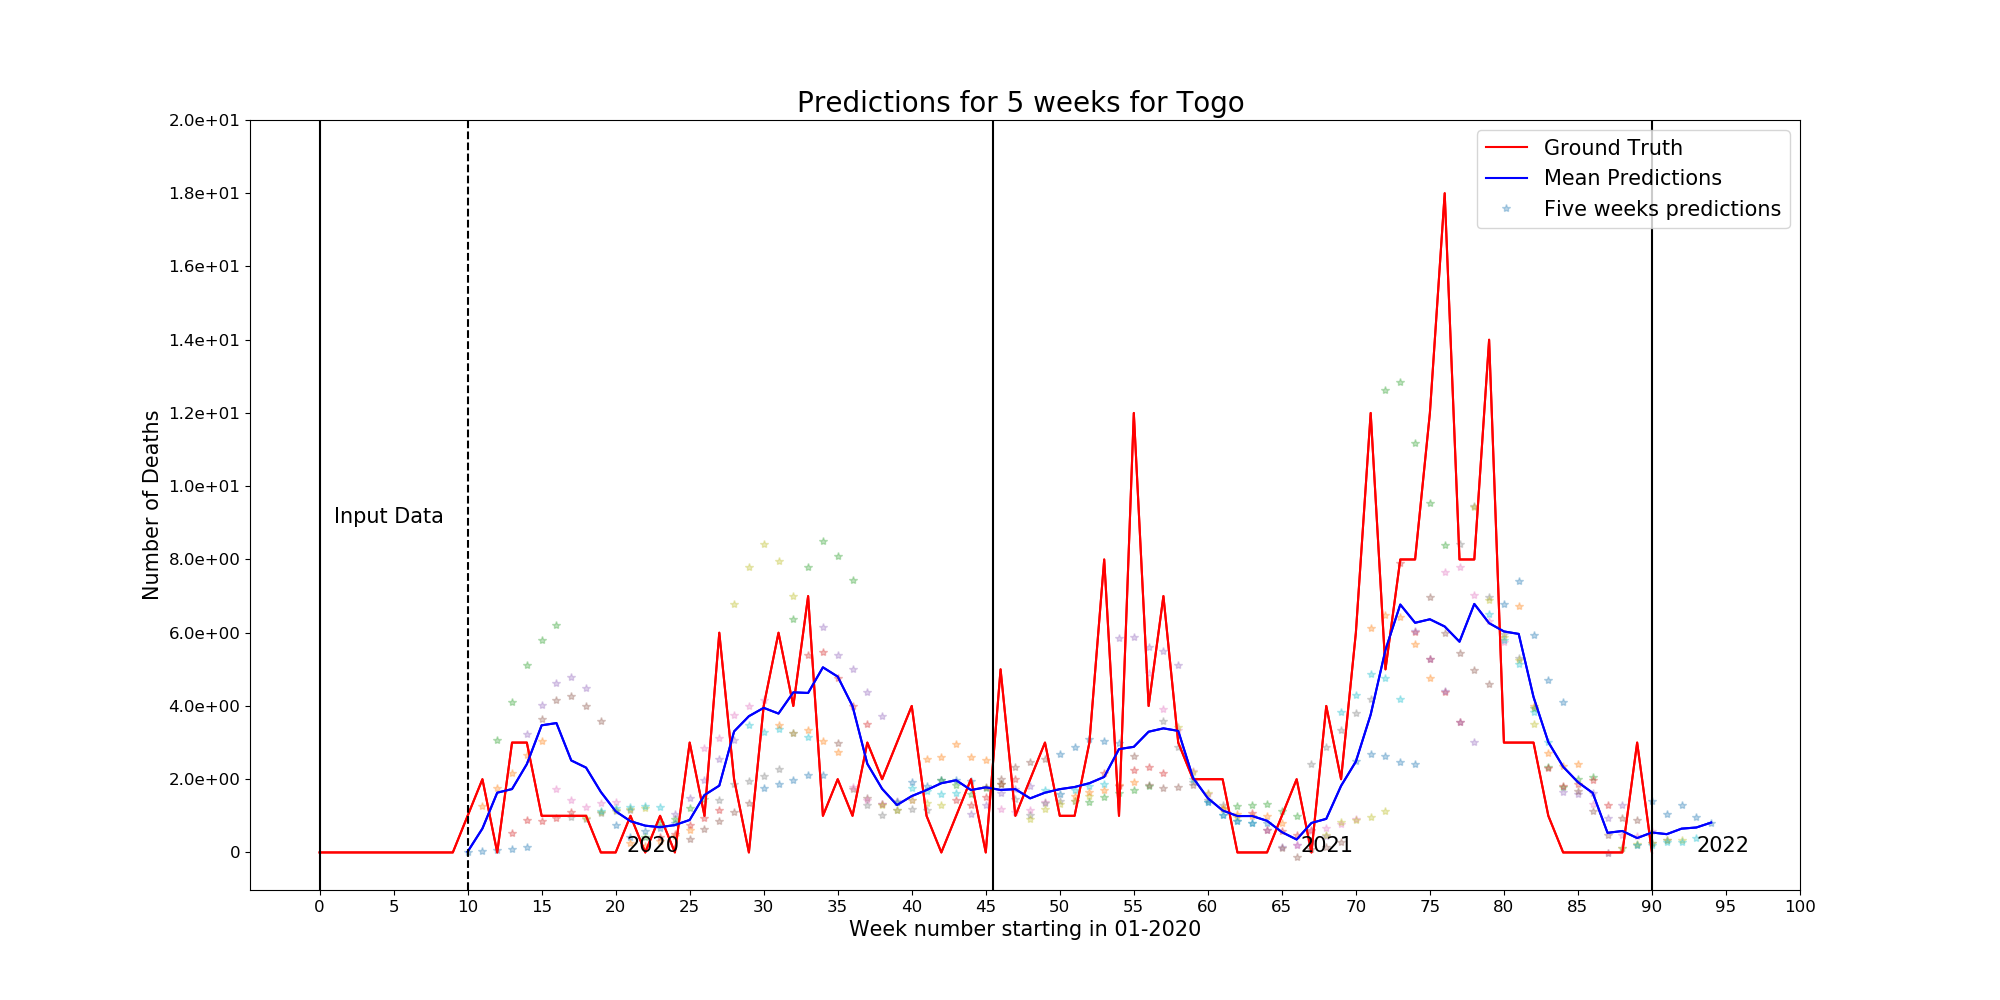 Predictions for 5 weeks for Togo
2.0e+01
1.8e+01
1.6e+01
1.4e+01
1.2e+01
1.0e+01
8.0e+00
6.0e+00
4.0e+00
2.0e+00
0
Number of Deaths
Ground Truth
Mean Predictions
Five weeks predictions
Input Data
2020
2021
2022
0 5 10 15 20 25 30 35 40 45 50 55 60 65 70 75 80 85 90 95 100
Week number starting in 01-2020